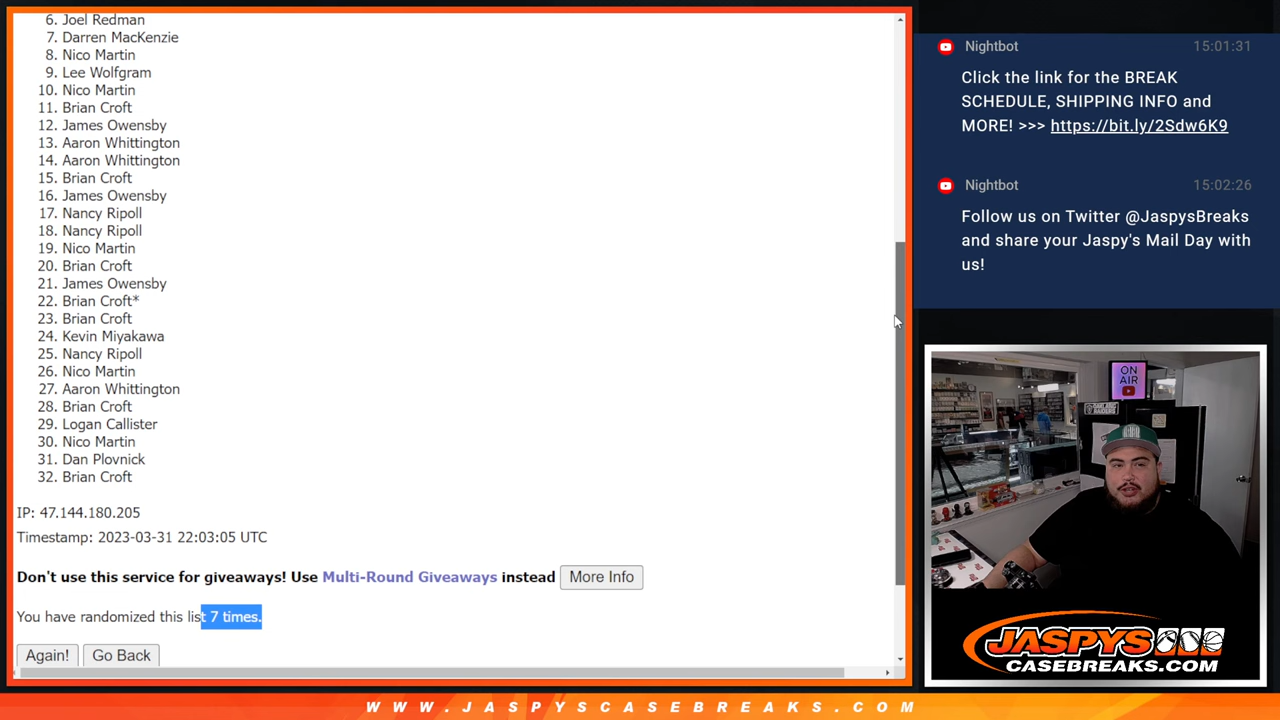 6. Joel Redman
7. Darren MacKenzie
8. Nico Martin
9. Lee Wolfgram
10. Nico Martin
11. Brian Croft
12. James Owensby
13. Aaron Whittington
14. Aaron Whittington
15. Brian Croft
16. James Owensby
17. Nancy Ripoll
18. Nancy Ripoll
19. Nico Martin
20. Brian Croft
21. James Owensby
22. Brian Croft*
23. Brian Croft
24. Kevin Miyakawa
25. Nancy Ripoll
26. Nico Martin
27. Aaron Whittington
28. Brian Croft
29. Logan Callister
30. Nico Martin
31. Dan Plovnick
32. Brian Croft
IP: 47.144.180.205
Timestamp: 2023-03-31 22:03:05 UTC
Don't use this service for giveaways! Use Multi-Round Giveaways instead More Info
You have randomized this list 7 times.
Again! Go Back
Nightbot 15:01:31
Click the link for the BREAK
SCHEDULE, SHIPPING INFO and
MORE! >>> https://bit.ly/2Sdw6K9
Nightbot 15:02:26
Follow us on Twitter @JaspysBreaks
and share your Jaspy's Mail Day with
us!
ON
AIR
JASPYS
CASEBREAKS.COM
WWW.JASPYSCASEBREAKS.COM